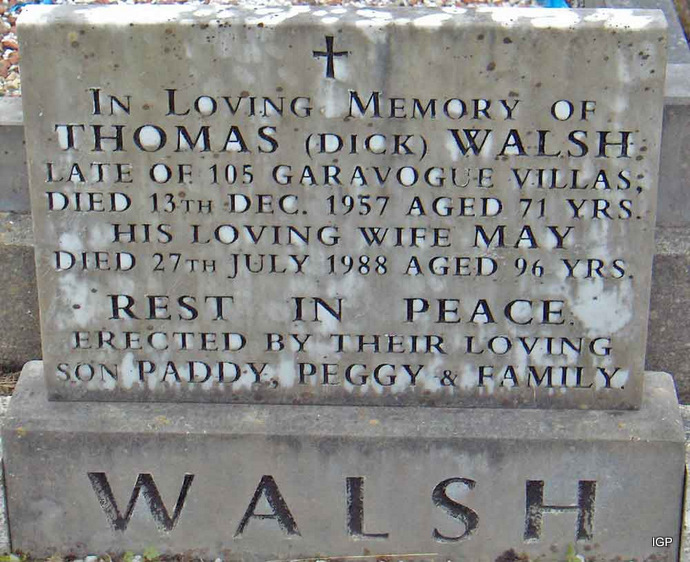 In Loving Memory of
THOMAS (DICK) WALSH
LATE OF 105 GARAVOGUE VILLAS,
DIED 13TH DEC. 1957 AGED 71 YRS.
HIS LOVING WIFE MAY
DIED 27TH JULY 1988 AGED 96 YRS.
REST IN PEACE.
ERECTED BY THEIR LOVING
SON PADDY, PEGGY & FAMILY.
WALSH
IGP